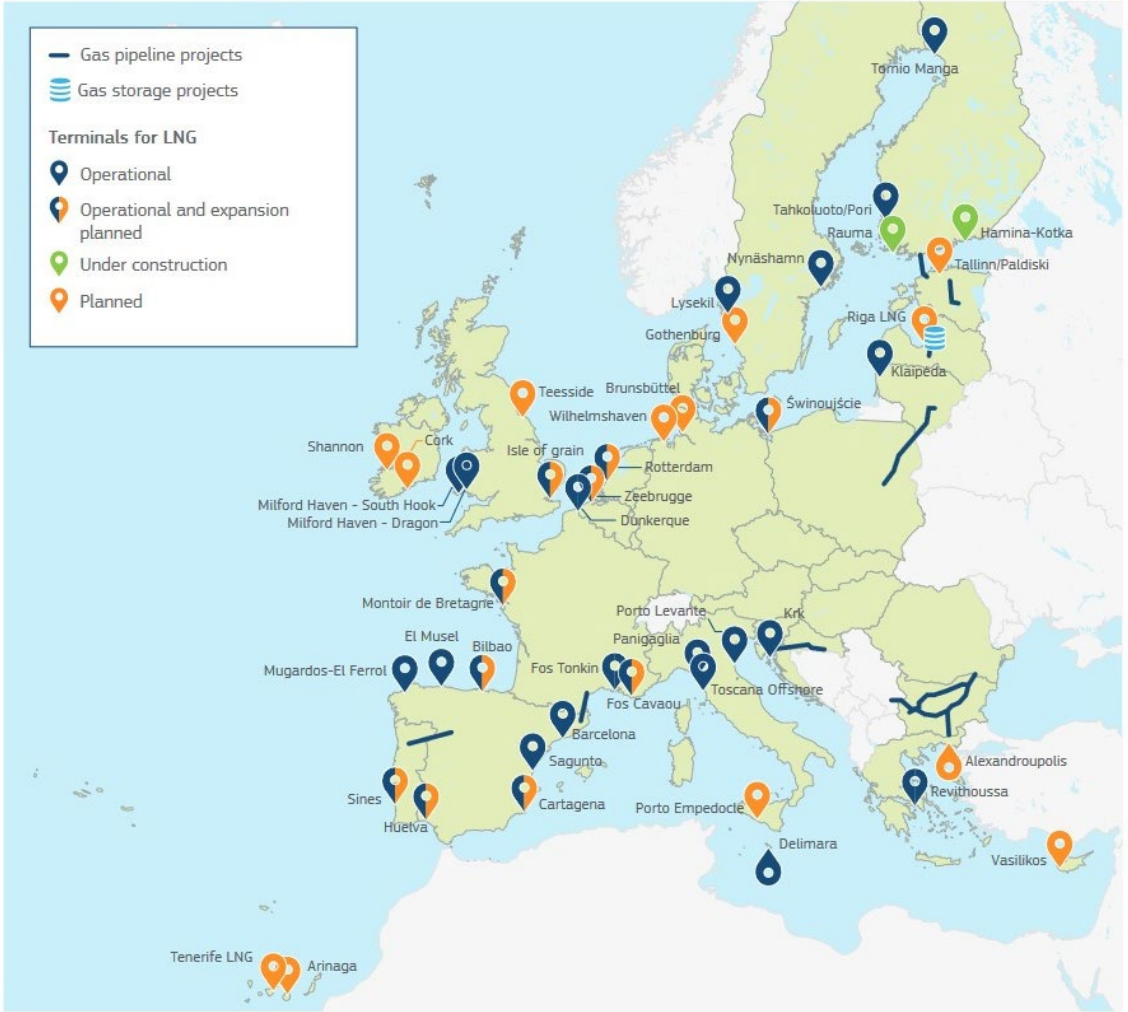 Gas pipeline projects
Gas storage projects
Terminals for LNG
Operational
Operational and expansion
planned
Under construction
Planned
Tornio Manga
Tahkoluoto/Pori
Rauma
Hamina-Kotka
Nynäshamn
Tallinn/Paldiski
Lysekil
Riga LNG
Gothenburg
Klaipėda
Brunsbüttel
Teesside
Świnoujście
Wilhelmshaven
Shannon
Cork
Isle of grain
Rotterdam
Zeebrugge
Milford Haven - South Hook
Milford Haven - Dragon
Dunkerque
Montoir de Bretagne
Porto Levante
Krk
El Musel
Bilbao
Panigaglia
Mugardos-El Ferrol
Fos Tonkin
Toscana Offshore
Fos Cavaou
Barcelona
Sagunto
Alexandroupolis
Revithoussa
Sines
Cartagena
Porto Empedocle
Huelva
Delimara
Vasilikos
Tenerife LNG
Arinaga